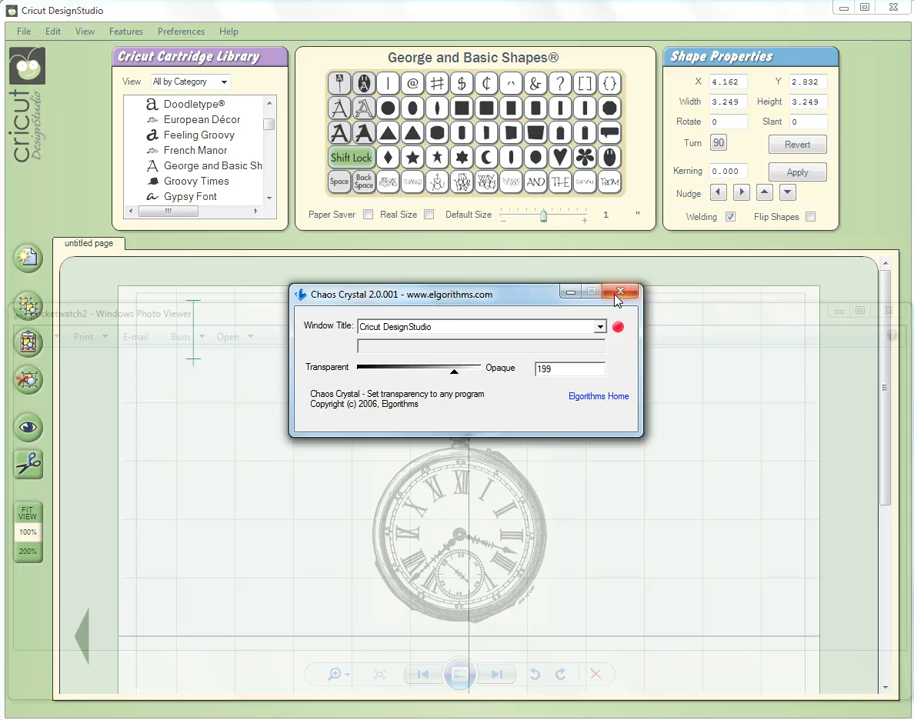 Cricut DesignStudio
File Edit View Features Preferences Help
Cricut DesignStudio
Cricut Cartridge Library
View All by Category
Doodletype®
European Décor
Feeling Groovy
French Manor
George and Basic Sh
Groovy Times
Gypsy Font
George and Basic Shapes®
@ # $ ¢ & ? [ ] { }
Shift Lock
Space Back Space
AND THE FROM
Paper Saver Real Size Default Size - + 1 "
Shape Properties
X 4.162 Y 2.832
Width 3.249 Height 3.249
Rotate 0 Slant 0
Turn 90 Revert
Kerning 0.000 Apply
Nudge
Welding Flip Shapes
untitled page
FIT VIEW
100%
200%
ketwatch2 - Windows Photo Viewer
Print E-mail Burn Open
Chaos Crystal 2.0.001 - www.elgorithms.com
Window Title: Cricut DesignStudio
Transparent Opaque 199
Chaos Crystal - Set transparency to any program
Copyright (c) 2006, Elgorithms
Elgorithms Home